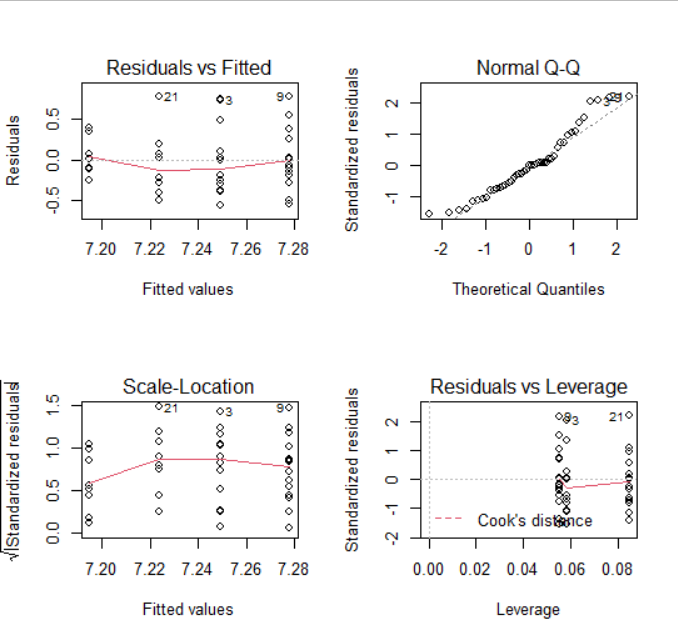 Residuals vs Fitted
Residuals
0.5
0.0
-0.5
21
3
9
7.20 7.22 7.24 7.26 7.28
Fitted values
Normal Q-Q
Standardized residuals
2
1
0
-1
3
-2 -1 0 1 2
Theoretical Quantiles
Scale-Location
√|Standardized residuals|
1.5
1.0
0.5
0.0
21
3
9
7.20 7.22 7.24 7.26 7.28
Fitted values
Residuals vs Leverage
Standardized residuals
2
1
0
-1
-2
9
3
21
Cook's distance
0.00 0.02 0.04 0.06 0.08
Leverage